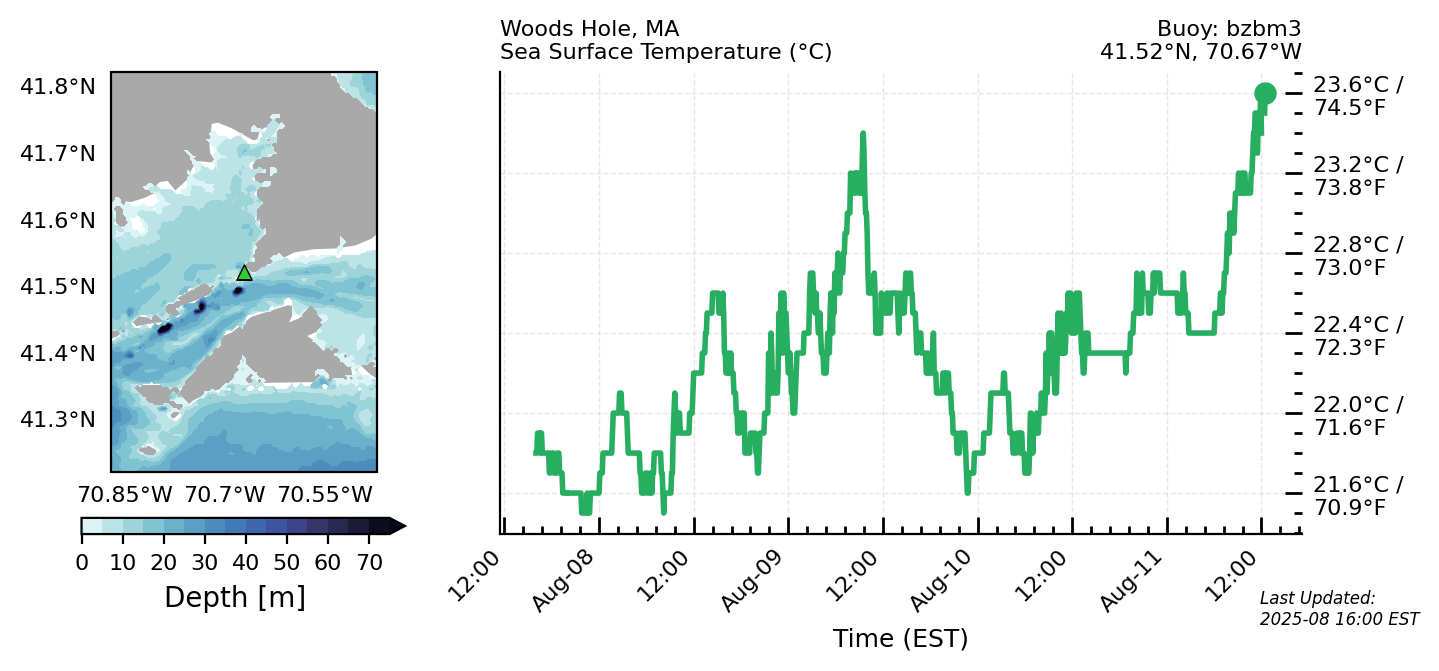 Woods Hole, MA
Sea Surface Temperature (°C)
Buoy: bzbm3
41.52°N, 70.67°W
41.8°N
41.7°N
41.6°N
41.5°N
41.4°N
41.3°N
70.85°W 70.7°W 70.55°W
0 10 20 30 40 50 60 70
Depth [m]
23.6°C /
74.5°F
23.2°C /
73.8°F
22.8°C /
73.0°F
22.4°C /
72.3°F
22.0°C /
71.6°F
21.6°C /
70.9°F
12:00 Aug-08 12:00 Aug-09 12:00 Aug-10 12:00 Aug-11 12:00
Time (EST)
Last Updated:
2025-08 16:00 EST